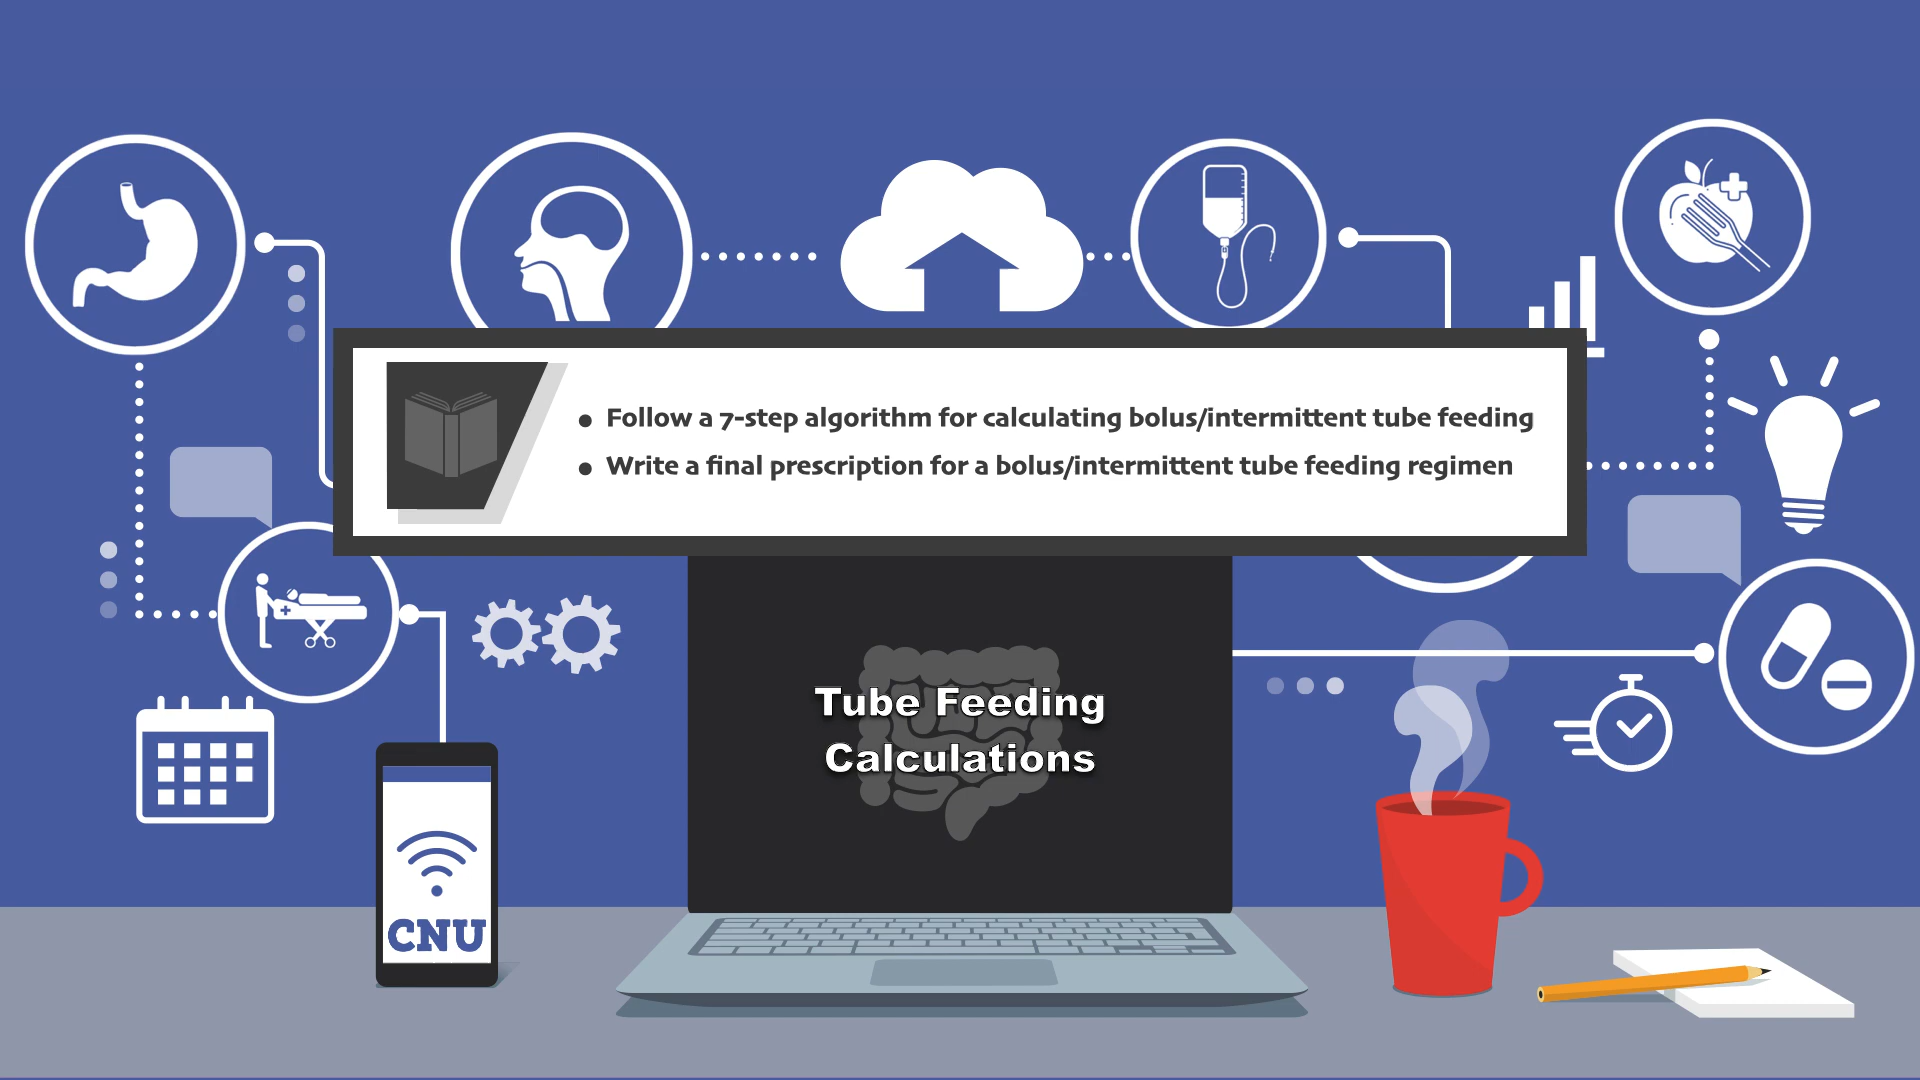 ● Follow a 7-step algorithm for calculating bolus/intermittent tube feeding
● Write a final prescription for a bolus/intermittent tube feeding regimen
Tube Feeding
Calculations
CNU